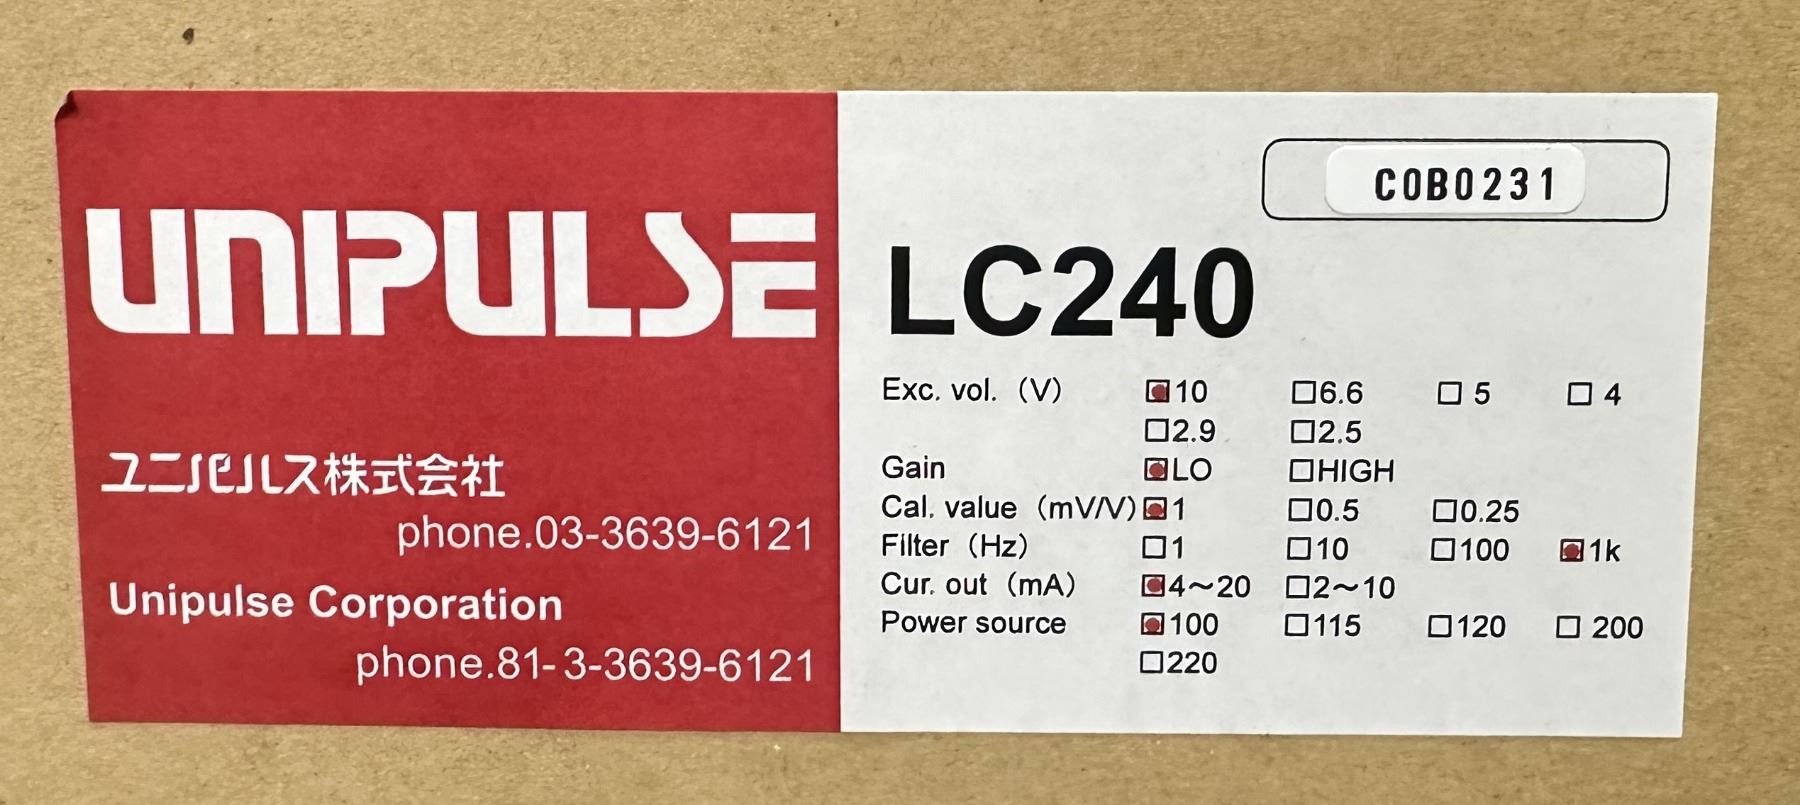 UNIPULSE
ユニパルス株式会社
phone.03-3639-6121
Unipulse Corporation
phone.81-3-3639-6121
C0B0231
LC240
Exc. vol.（V） ▣10 □6.6 □ 5 □ 4
□2.9 □2.5
Gain ▣LO □HIGH
Cal. value（mV/V）▣1 □0.5 □0.25
Filter（Hz） □1 □10 □100 ▣1k
Cur. out（mA） ▣4～20 □2～10
Power source ▣100 □115 □120 □ 200
□220